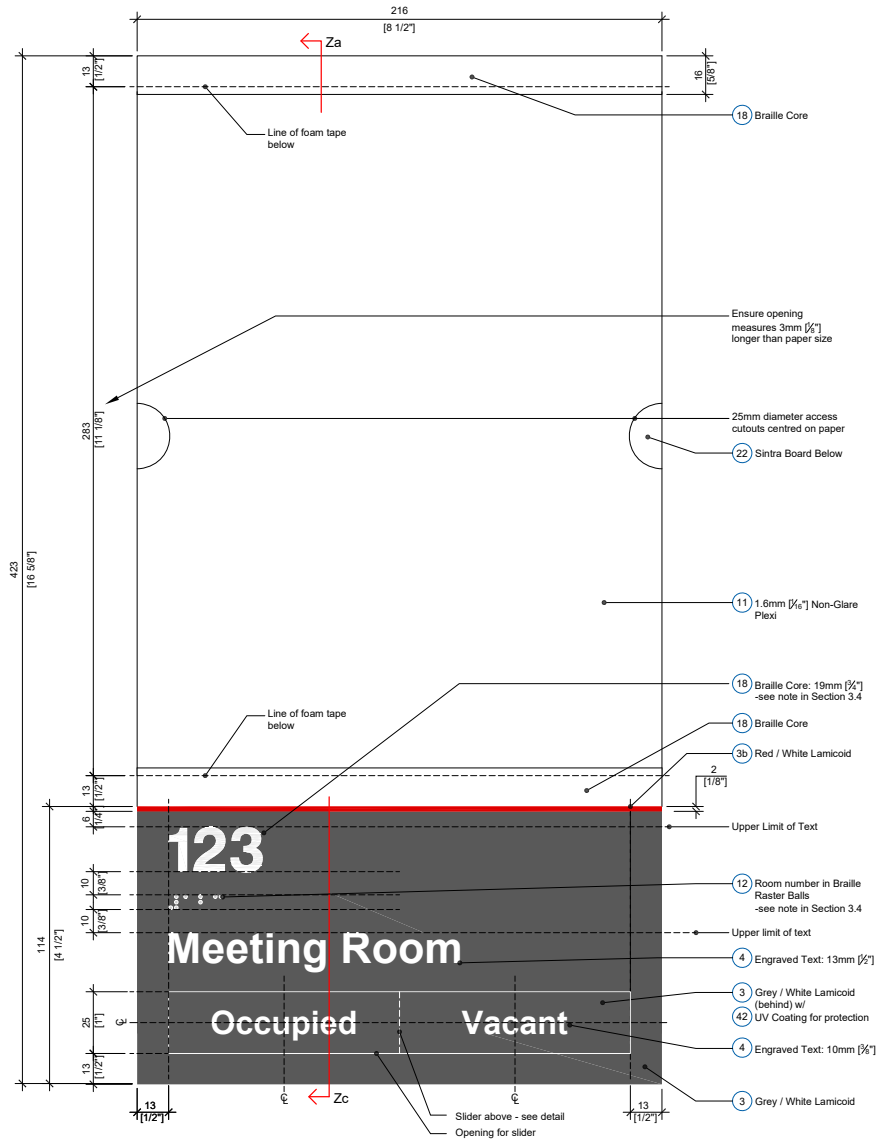 216
[8 1/2"]
Za
13
[1/2"]
16
[5/8"]
18 Braille Core
Line of foam tape
below
Ensure opening
measures 3mm [⅛"]
longer than paper size
283
[11 1/8"]
25mm diameter access
cutouts centred on paper
22 Sintra Board Below
423
[16 5/8"]
11 1.6mm [1⁄16"] Non-Glare
Plexi
18 Braille Core: 19mm [¾"]
-see note in Section 3.4
Line of foam tape
below
18 Braille Core
3b Red / White Lamicoid
2
[1/8"]
13
[1/2"]
6
[1/4"]
Upper Limit of Text
123
10
[3/8"]
12 Room number in Braille
Raster Balls
-see note in Section 3.4
10
[3/8"]
Upper limit of text
114
[4 1/2"]
Meeting Room
4 Engraved Text: 13mm [½"]
3 Grey / White Lamicoid
(behind) w/
42 UV Coating for protection
25
[1"]
℄
Occupied
Vacant
4 Engraved Text: 10mm [⅜"]
13
[1/2"]
3 Grey / White Lamicoid
℄
Zc
℄
13
[1/2"]
13
[1/2"]
Slider above - see detail
Opening for slider